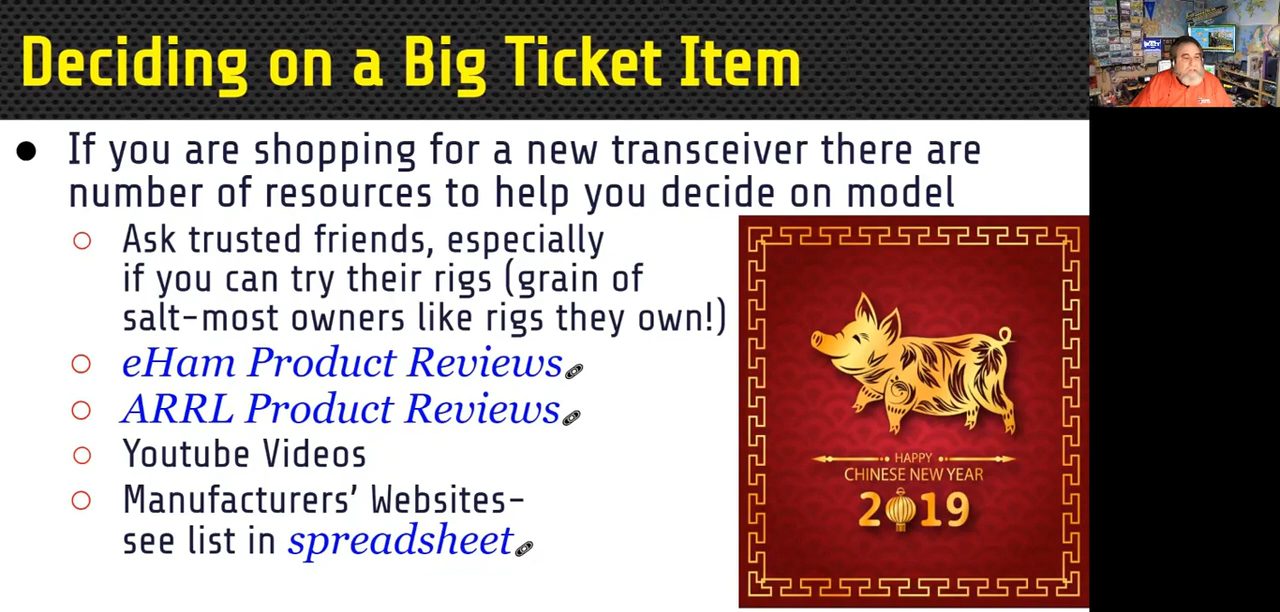 Deciding on a Big Ticket Item
If you are shopping for a new transceiver there are
number of resources to help you decide on model
Ask trusted friends, especially
if you can try their rigs (grain of
salt-most owners like rigs they own!)
eHam Product Reviews
ARRL Product Reviews
Youtube Videos
Manufacturers’ Websites-
see list in spreadsheet
HAPPY
CHINESE NEW YEAR
2019